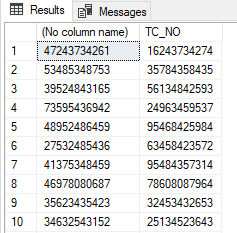 Results Messages
(No column name) TC_NO
1 47243734261 16243734274
2 53485348753 35784358435
3 39524843165 56134842593
4 73595436942 24963459537
5 48952486459 95468425984
6 27532485436 63458423572
7 41375348459 95484357314
8 46978080687 78608087964
9 35623435423 32453432653
10 34632543152 25134523643